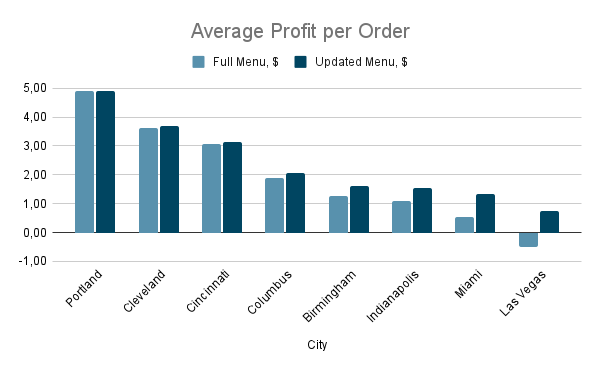 Average Profit per Order
Full Menu, $ Updated Menu, $
5,00
4,00
3,00
2,00
1,00
0,00
-1,00
Portland
Cleveland
Cincinnati
Columbus
Birmingham
Indianapolis
Miami
Las Vegas
City